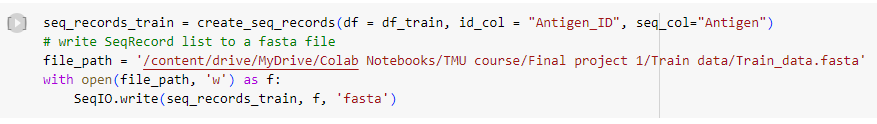 seq_records_train = create_seq_records(df = df_train, id_col = "Antigen_ID", seq_col="Antigen")
# write SeqRecord list to a fasta file
file_path = '/content/drive/MyDrive/Colab Notebooks/TMU course/Final project 1/Train data/Train_data.fasta'
with open(file_path, 'w') as f:
    SeqIO.write(seq_records_train, f, 'fasta')